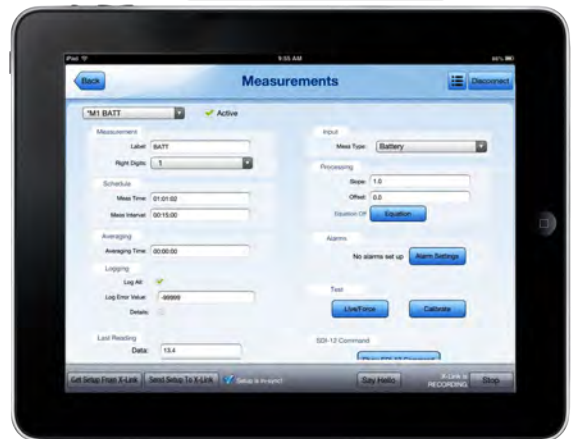 iPad
9:55 AM
Back
Measurements
Disconnect
*M1 BATT
Active
Measurement
Label: BATT
Right Digits: 1
Schedule
Meas Time: 01:01:02
Meas Interval: 00:15:00
Averaging
Averaging Time: 00:00:00
Logging
Log All:
Log Error Value: -99999
Details:
Last Reading
Data: 13.4
Input
Meas Type: Battery
Processing
Slope: 1.0
Offset: 0.0
Equation Off
Equation
Alarms
No alarms set up
Alarm Settings
Test
Live/Force
Calibrate
SDI-12 Command
Get Setup From X-Link
Send Setup To X-Link
Setup is in-sync!
Say Hello
X-Link is
RECORDING
Stop